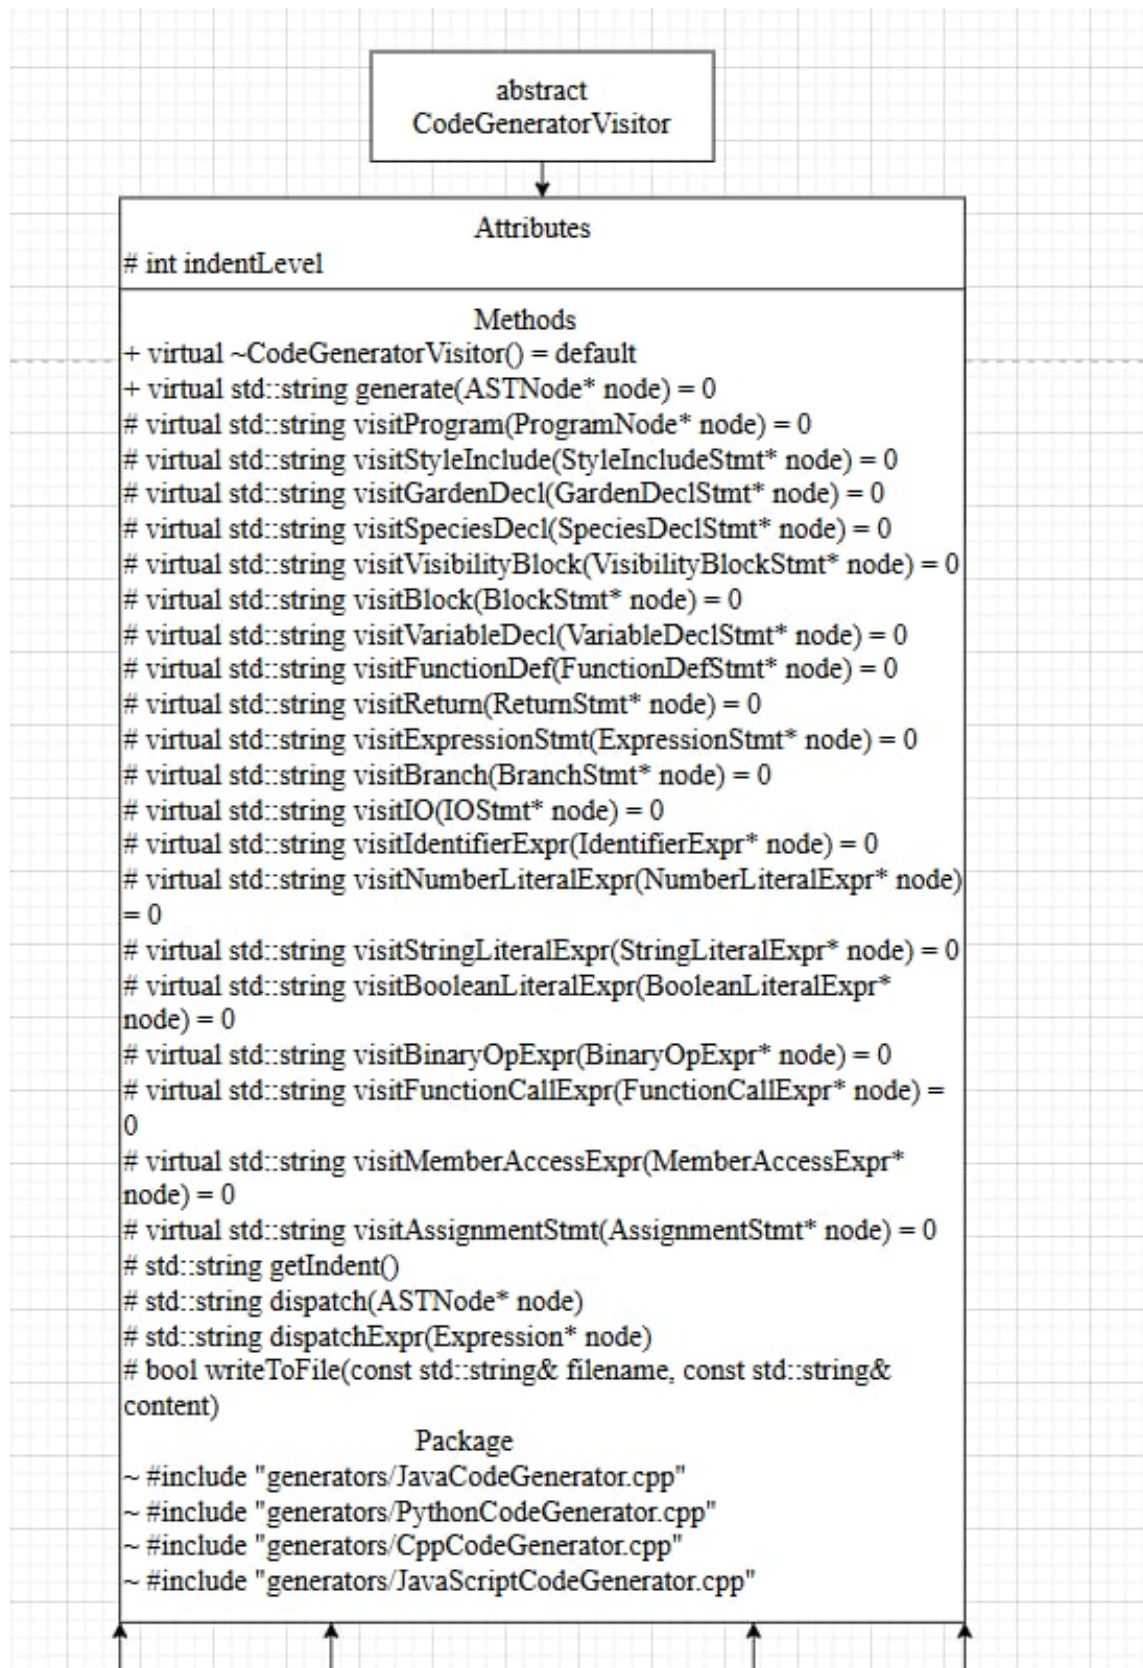 abstract
CodeGeneratorVisitor
Attributes
# int indentLevel
Methods
+ virtual ~CodeGeneratorVisitor() = default
+ virtual std::string generate(ASTNode* node) = 0
# virtual std::string visitProgram(ProgramNode* node) = 0
# virtual std::string visitStyleInclude(StyleIncludeStmt* node) = 0
# virtual std::string visitGardenDecl(GardenDeclStmt* node) = 0
# virtual std::string visitSpeciesDecl(SpeciesDeclStmt* node) = 0
# virtual std::string visitVisibilityBlock(VisibilityBlockStmt* node) = 0
# virtual std::string visitBlock(BlockStmt* node) = 0
# virtual std::string visitVariableDecl(VariableDeclStmt* node) = 0
# virtual std::string visitFunctionDef(FunctionDefStmt* node) = 0
# virtual std::string visitReturn(ReturnStmt* node) = 0
# virtual std::string visitExpressionStmt(ExpressionStmt* node) = 0
# virtual std::string visitBranch(BranchStmt* node) = 0
# virtual std::string visitIO(IOStmt* node) = 0
# virtual std::string visitIdentifierExpr(IdentifierExpr* node) = 0
# virtual std::string visitNumberLiteralExpr(NumberLiteralExpr* node)
= 0
# virtual std::string visitStringLiteralExpr(StringLiteralExpr* node) = 0
# virtual std::string visitBooleanLiteralExpr(BooleanLiteralExpr*
node) = 0
# virtual std::string visitBinaryOpExpr(BinaryOpExpr* node) = 0
# virtual std::string visitFunctionCallExpr(FunctionCallExpr* node) =
0
# virtual std::string visitMemberAccessExpr(MemberAccessExpr*
node) = 0
# virtual std::string visitAssignmentStmt(AssignmentStmt* node) = 0
# std::string getIndent()
# std::string dispatch(ASTNode* node)
# std::string dispatchExpr(Expression* node)
# bool writeToFile(const std::string& filename, const std::string&
content)
Package
~ #include "generators/JavaCodeGenerator.cpp"
~ #include "generators/PythonCodeGenerator.cpp"
~ #include "generators/CppCodeGenerator.cpp"
~ #include "generators/JavaScriptCodeGenerator.cpp"